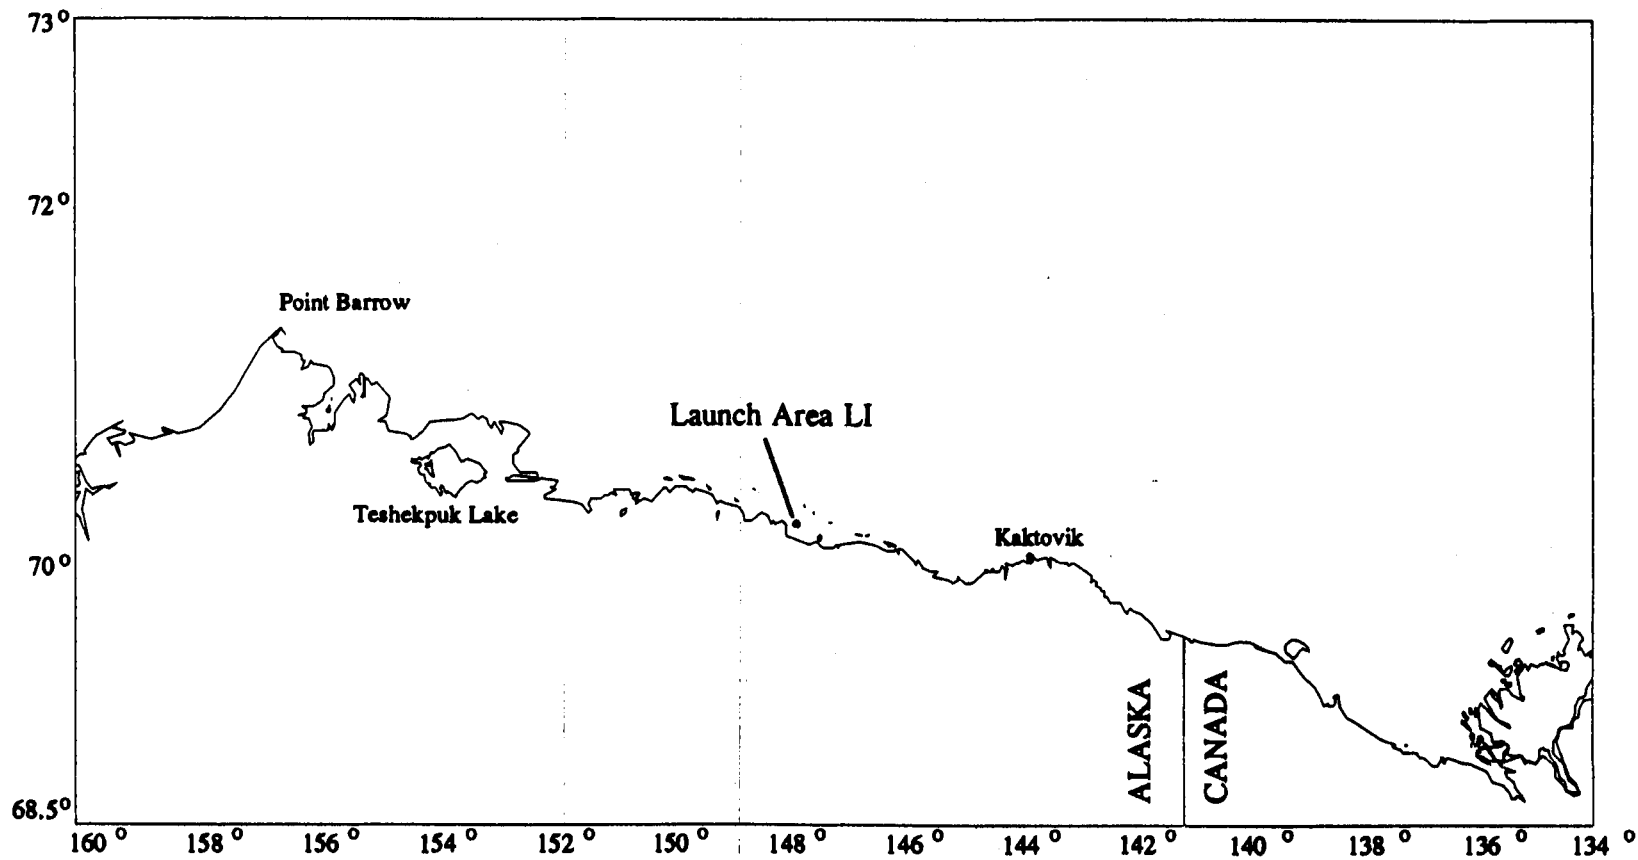 73°
72°
Point Barrow
Launch Area LI
Teshekpuk Lake
Kaktovik
70°
ALASKA
CANADA
68.5°
160° 158° 156° 154° 152° 150° 148° 146° 144° 142° 140° 138° 136° 134°